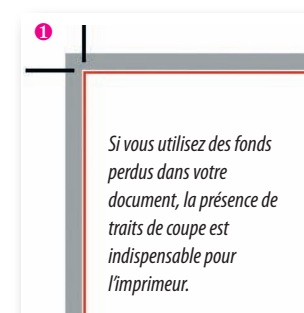 1
Si vous utilisez des fonds
perdus dans votre
document, la présence de
traits de coupe est
indispensable pour
l'imprimeur.